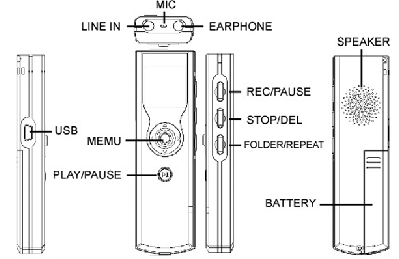 MIC
LINE IN
EARPHONE
SPEAKER
REC/PAUSE
STOP/DEL
USB
MEMU
FOLDER/REPEAT
PLAY/PAUSE
BATTERY